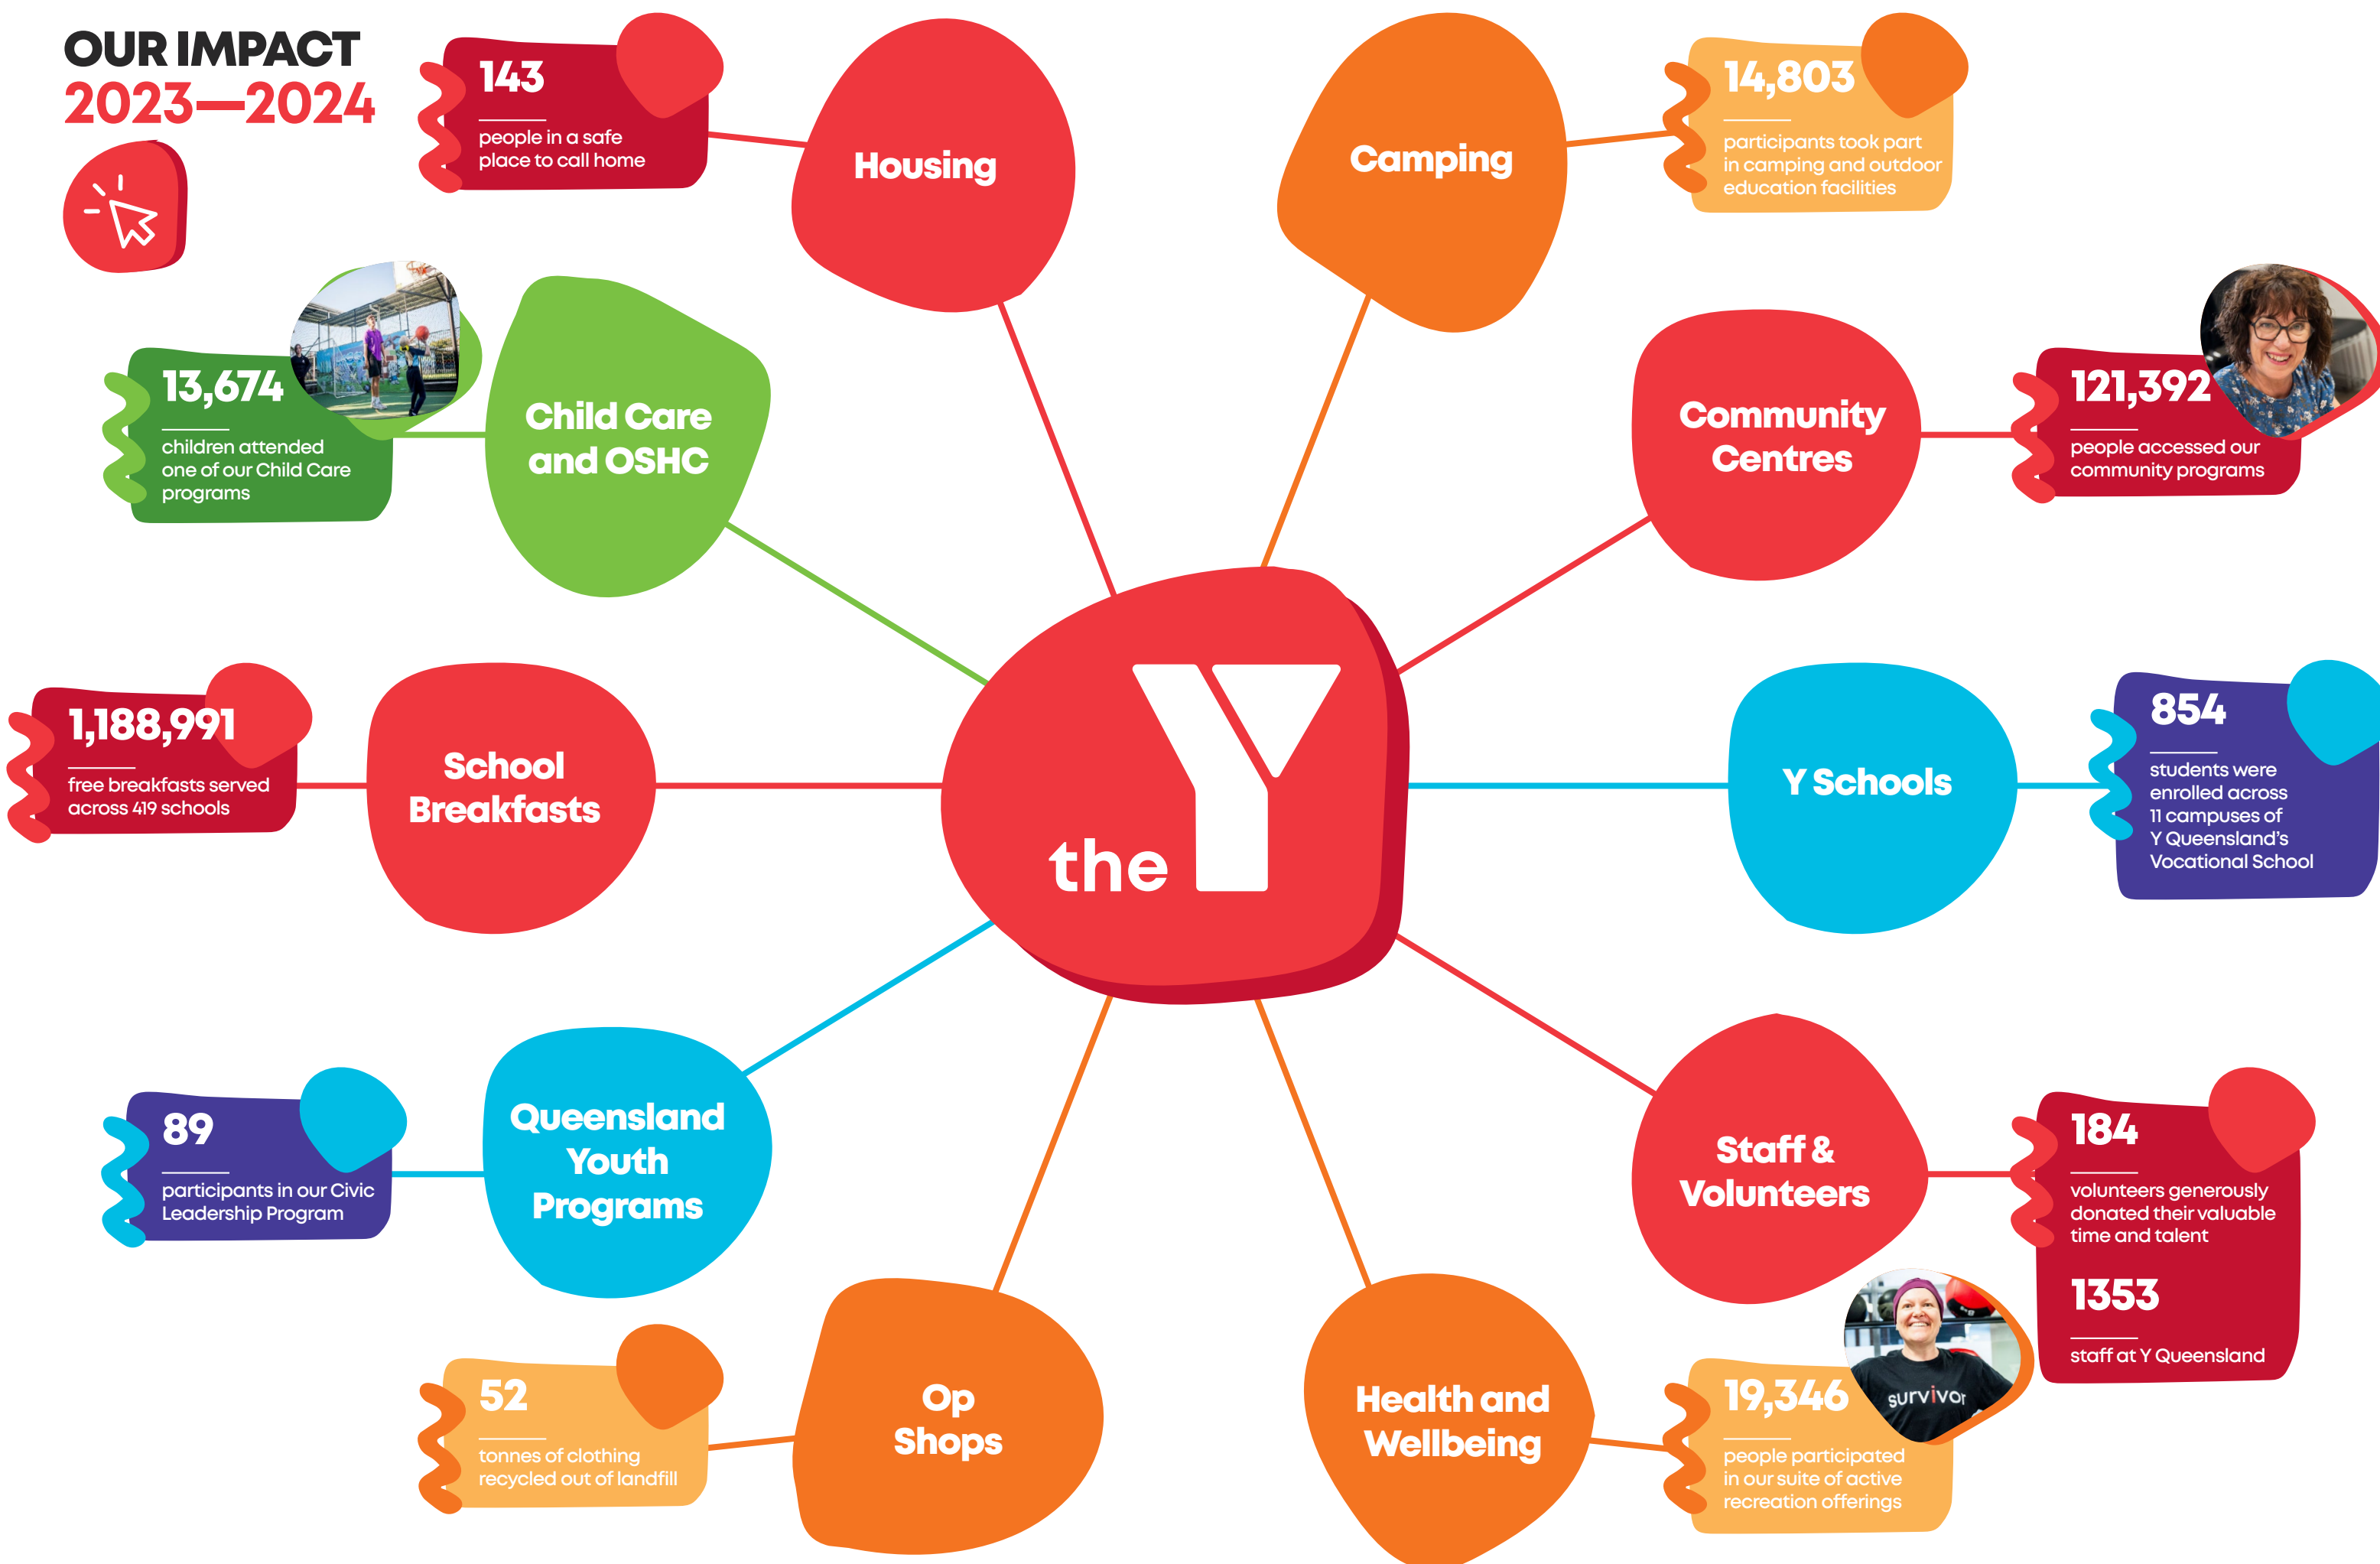 OUR IMPACT
2023—2024
143
people in a safe
place to call home
Housing
Camping
14,803
participants took part
in camping and outdoor
education facilities
13,674
children attended
one of our Child Care
programs
Child Care
and OSHC
Community
Centres
121,392
people accessed our
community programs
1,188,991
free breakfasts served
across 419 schools
School
Breakfasts
the Y
Y Schools
854
students were
enrolled across
11 campuses of
Y Queensland's
Vocational School
89
participants in our Civic
Leadership Program
Queensland
Youth
Programs
Staff &
Volunteers
184
volunteers generously
donated their valuable
time and talent
1353
staff at Y Queensland
52
tonnes of clothing
recycled out of landfill
Op
Shops
Health and
Wellbeing
19,346
people participated
in our suite of active
recreation offerings
survivor